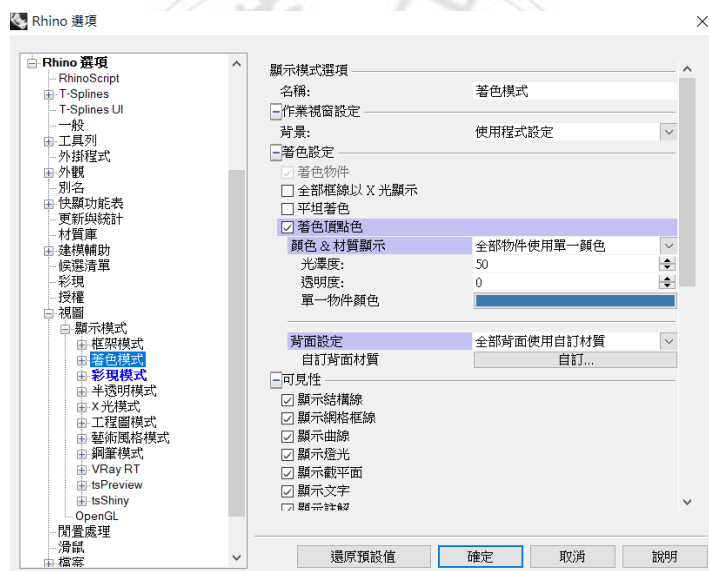 Rhino 選項
Rhino 選項
RhinoScript
T-Splines
T-Splines UI
一般
工具列
外掛程式
外觀
別名
快顯功能表
更新與統計
材質庫
建模輔助
候選清單
彩現
授權
視圖
顯示模式
框架模式
著色模式
彩現模式
半透明模式
X 光模式
工程圖模式
藝術風格模式
鋼筆模式
VRay RT
tsPreview
tsShiny
OpenGL
閒置處理
滑鼠
檔案
顯示模式選項
名稱: 著色模式
作業視窗設定
背景: 使用程式設定
著色設定
著色物件
全部框線以 X 光顯示
平坦著色
著色頂點色
顏色 & 材質顯示 全部物件使用單一顏色
光澤度: 50
透明度: 0
單一物件顏色
背面設定 全部背面使用自訂材質
自訂背面材質 自訂...
可見性
顯示結構線
顯示網格框線
顯示曲線
顯示燈光
顯示截平面
顯示文字
顯示註解
還原預設值 確定 取消 說明